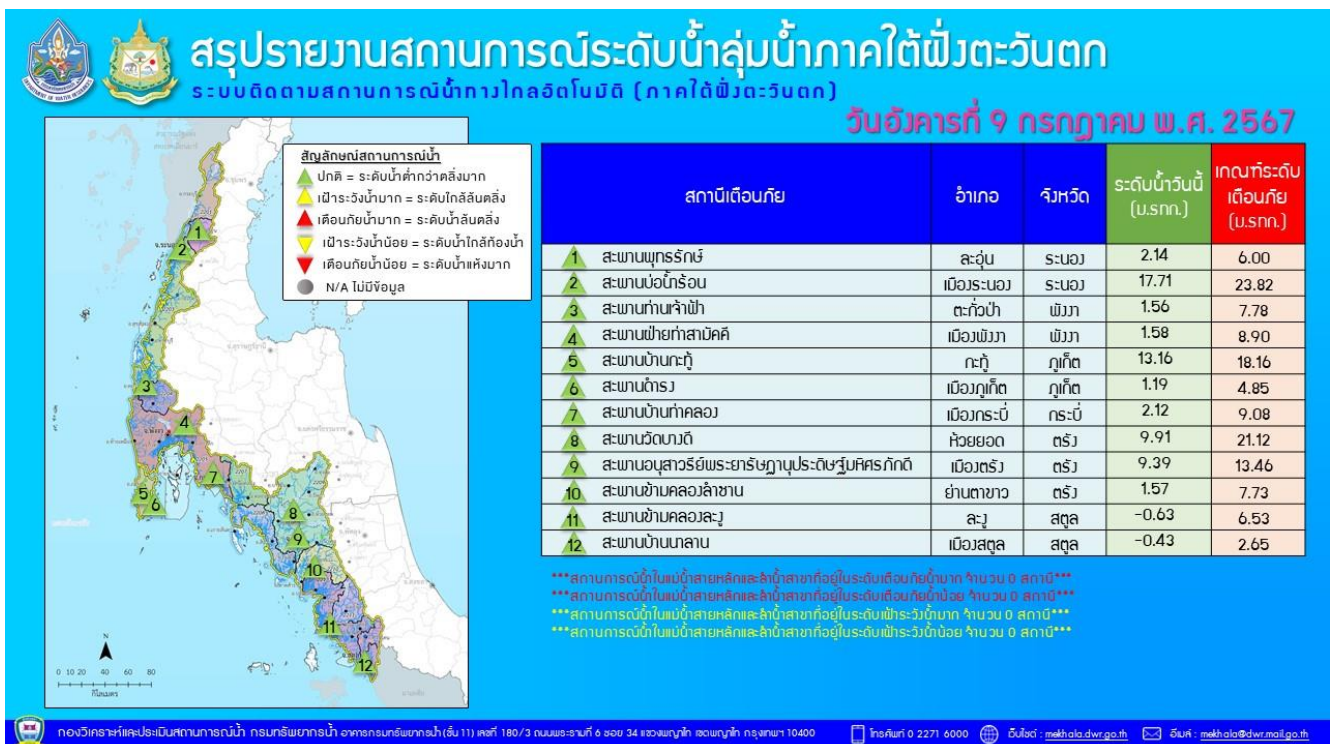 สรุปรายงานสถานการณ์ระดับน้ำลุ่มน้ำภาคใต้ฝั่งตะวันตก
ระบบติดตามสถานการณ์น้ำทางไกลอัตโนมัติ (ภาคใต้ฝั่งตะวันตก)
วันอังคารที่ 9 กรกฎาคม พ.ศ. 2567
สัญลักษณ์สถานการณ์น้ำ
ปกติ = ระดับน้ำต่ำกว่าตลิ่งมาก
เฝ้าระวังน้ำมาก = ระดับใกล้ล้นตลิ่ง
เตือนภัยน้ำมาก = ระดับน้ำล้นตลิ่ง
เฝ้าระวังน้ำน้อย = ระดับน้ำใกล้ท้องน้ำ
เตือนภัยน้ำน้อย = ระดับน้ำแห้งมาก
N/A ไม่มีข้อมูล
1
2
3
4
5
6
7
8
9
10
11
12
N
0 10 20 40 60 80
กิโลเมตร
สถานีเตือนภัย อำเภอ จังหวัด ระดับน้ำวันนี้ (ม.รทก.) เกณฑ์ระดับเตือนภัย (ม.รทก.)
1 สะพานพุทธรักษ์ ละอุ่น ระนอง 2.14 6.00
2 สะพานบ่อน้ำร้อน เมืองระนอง ระนอง 17.71 23.82
3 สะพานท่านเจ้าฟ้า ตะกั่วป่า พังงา 1.56 7.78
4 สะพานฝ่ายท่าสามัคคี เมืองพังงา พังงา 1.58 8.90
5 สะพานบ้านกะทู้ กะทู้ ภูเก็ต 13.16 18.16
6 สะพานดำรง เมืองภูเก็ต ภูเก็ต 1.19 4.85
7 สะพานบ้านท่าคลอง เมืองกระบี่ กระบี่ 2.12 9.08
8 สะพานวัดบางดี ห้วยยอด ตรัง 9.91 21.12
9 สะพานอนุสาวรีย์พระยารัษฎานุประดิษฐ์มหิศรภักดี เมืองตรัง ตรัง 9.39 13.46
10 สะพานข้ามคลองลำชาน ย่านตาขาว ตรัง 1.57 7.73
11 สะพานข้ามคลองละงู ละงู สตูล -0.63 6.53
12 สะพานบ้านนาลาน เมืองสตูล สตูล -0.43 2.65
***สถานการณ์น้ำในแม่น้ำสายหลักและลำน้ำสาขาที่อยู่ในระดับเตือนภัยน้ำมาก จำนวน 0 สถานี***
***สถานการณ์น้ำในแม่น้ำสายหลักและลำน้ำสาขาที่อยู่ในระดับเตือนภัยน้ำน้อย จำนวน 0 สถานี***
***สถานการณ์น้ำในแม่น้ำสายหลักและลำน้ำสาขาที่อยู่ในระดับเฝ้าระวังน้ำมาก จำนวน 0 สถานี***
***สถานการณ์น้ำในแม่น้ำสายหลักและลำน้ำสาขาที่อยู่ในระดับเฝ้าระวังน้ำน้อย จำนวน 0 สถานี***
กองวิเคราะห์และประเมินสถานการณ์น้ำ กรมทรัพยากรน้ำ อาคารกรมทรัพยากรน้ำ (ชั้น 11) เลขที่ 180/3 ถนนพระรามที่ 6 ซอย 34 แขวงพญาไท เขตพญาไท กรุงเทพฯ 10400 โทรศัพท์ 0 2271 6000 เว็บไซต์ : mekhala.dwr.go.th อีเมล์ : mekhala@dwr.mail.go.th